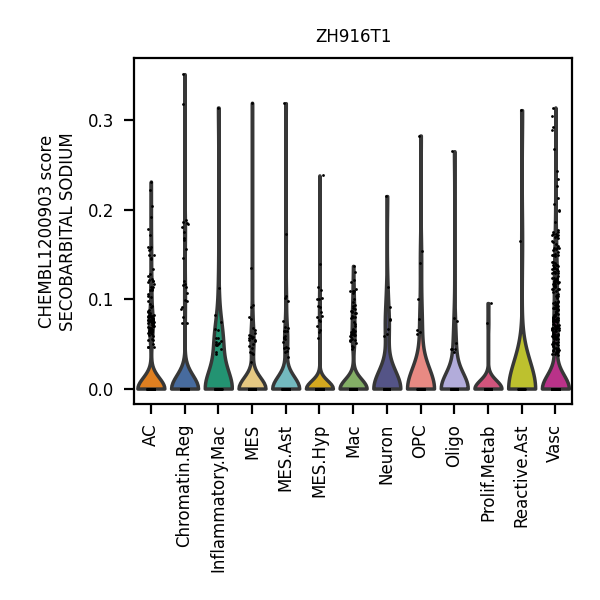 ZH916T1
CHEMBL1200903 score
SECOBARBITAL SODIUM
0.3
0.2
0.1
0.0
AC
Chromatin.Reg
Inflammatory.Mac
MES
MES.Ast
MES.Hyp
Mac
Neuron
OPC
Oligo
Prolif.Metab
Reactive.Ast
Vasc